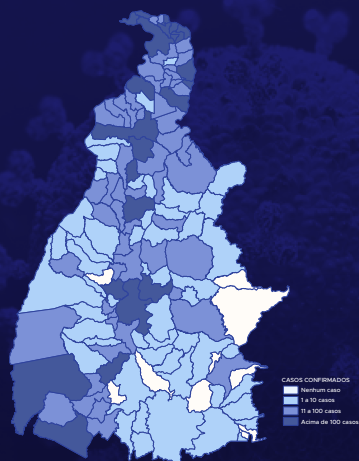 CASOS CONFIRMADOS
Nenhum caso
1 a 10 casos
11 a 100 casos
Acima de 100 casos